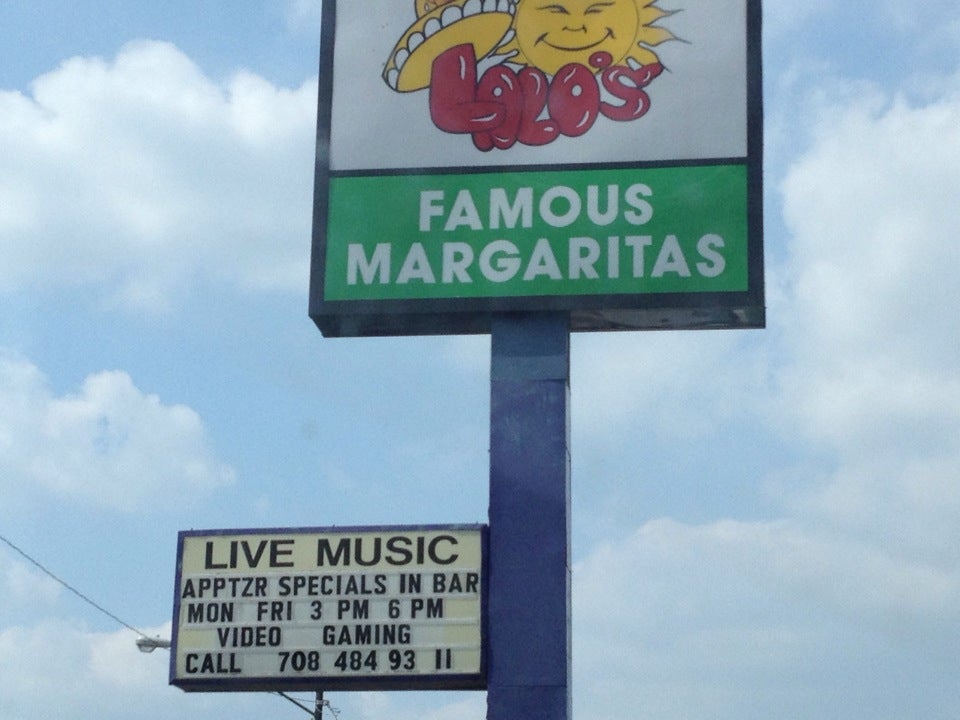 LALO'S
FAMOUS
MARGARITAS
LIVE MUSIC
APPTZR SPECIALS IN BAR
MON FRI 3 PM 6 PM
VIDEO GAMING
CALL 708 484 93 11